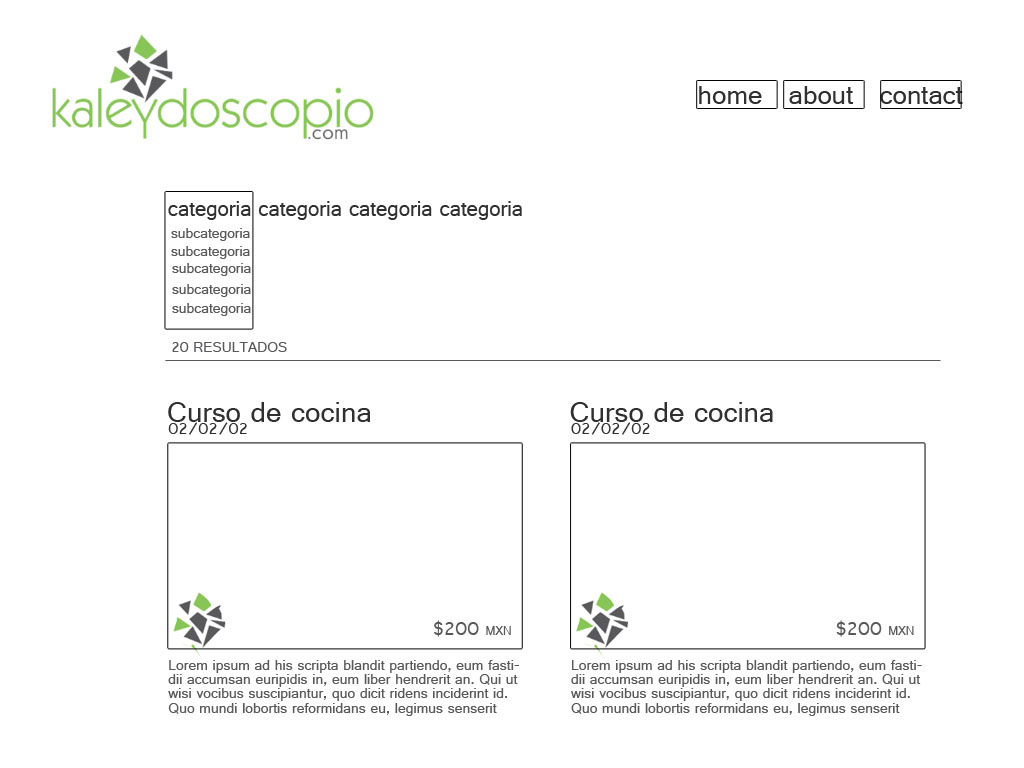 kaleydoscopio
.com
home about contact
categoria categoria categoria categoria
subcategoria
subcategoria
subcategoria
subcategoria
subcategoria
20 RESULTADOS
Curso de cocina
02/02/02
$200 MXN
Lorem ipsum ad his scripta blandit partiendo, eum fasti-
dii accumsan euripidis in, eum liber hendrerit an. Qui ut
wisi vocibus suscipiantur, quo dicit ridens inciderint id.
Quo mundi lobortis reformidans eu, legimus senserit
Curso de cocina
02/02/02
$200 MXN
Lorem ipsum ad his scripta blandit partiendo, eum fasti-
dii accumsan euripidis in, eum liber hendrerit an. Qui ut
wisi vocibus suscipiantur, quo dicit ridens inciderint id.
Quo mundi lobortis reformidans eu, legimus senserit